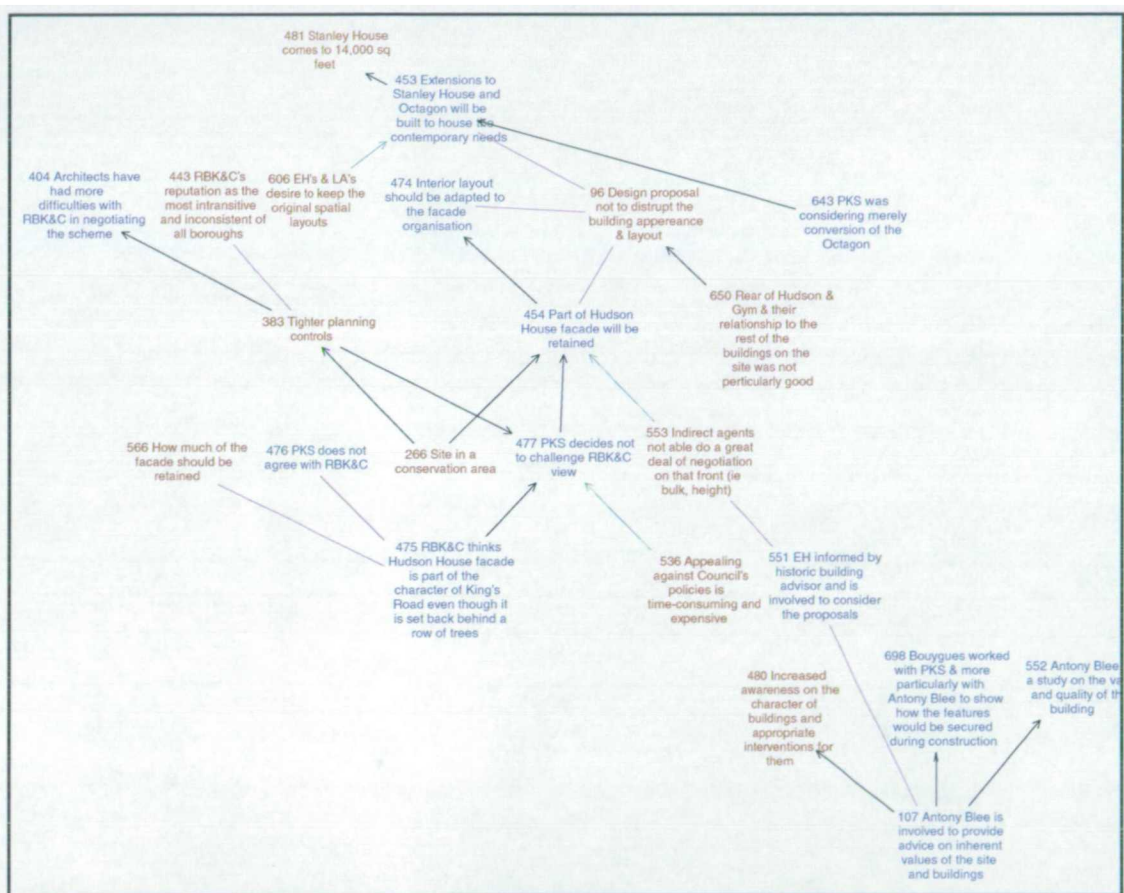 481 Stanley House
comes to 14,000 sq
feet
453 Extensions to
Stanley House and
Octagon will be
built to house the
contemporary needs
404 Architects have
had more
difficulties with
RBK&C in negotiating
the scheme
443 RBK&C's
reputation as the
most intransitive
and inconsistent of
all boroughs
606 EH's & LA's
desire to keep the
original spatial
layouts
474 Interior layout
should be adapted to
the facade
organisation
96 Design proposal
not to distrupt the
building appereance
& layout
643 PKS was
considering merely
conversion of the
Octagon
383 Tighter planning
controls
454 Part of Hudson
House facade will be
retained
650 Rear of Hudson &
Gym & their
relationship to the
rest of the
buildings on the
site was not
perticularly good
566 How much of the
facade should be
retained
476 PKS does not
agree with RBK&C
266 Site in a
conservation area
477 PKS decides not
to challenge RBK&C
view
553 Indirect agents
not able do a great
deal of negotiation
on that front (ie
bulk, height)
475 RBK&C thinks
Hudson House facade
is part of the
character of King's
Road even though it
is set back behind a
row of trees
536 Appealing
against Council's
policies is
time-consuming and
expensive
551 EH informed by
historic building
advisor and is
involved to consider
the proposals
480 Increased
awareness on the
character of
buildings and
appropriate
interventions for
them
698 Bouygues worked
with PKS & more
particularly with
Antony Blee to show
how the features
would be secured
during construction
552 Antony Blee
a study on the
and quality of
building
107 Antony Blee is
involved to provide
advice on inherent
values of the site
and buildings